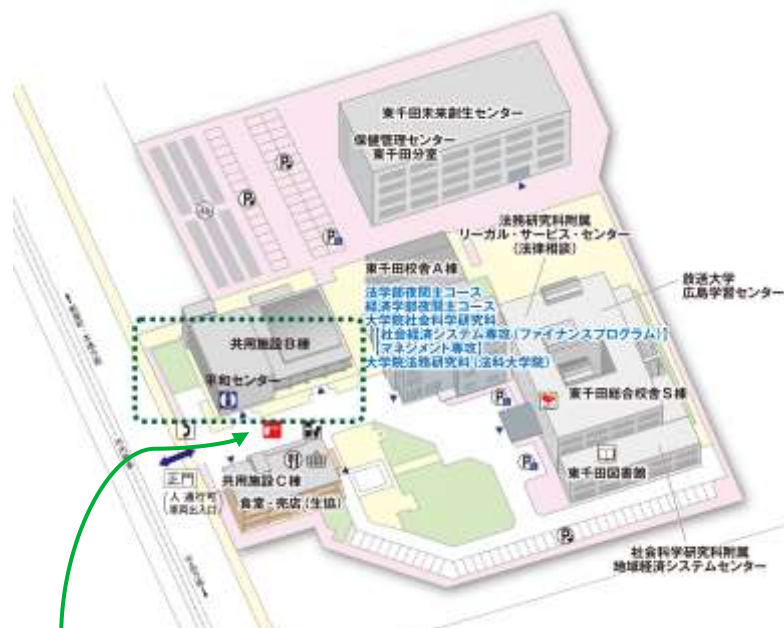 東千田未来創生センター
保健管理センター
東千田分室
法務研究科附属
リーガル・サービス・センター
(法律相談)
東千田校舎A棟
法学部夜間主コース
経済学部夜間主コース
大学院社会科学研究科
[社会経済システム専攻(ファイナンスプログラム)]
[マネジメント専攻]
大学院法務研究科(法科大学院)
放送大学
広島学習センター
共用施設B棟
平和センター
東千田総合校舎S棟
東千田図書館
正門
(人 通行可
車両出入口)
共用施設C棟
食堂・売店(生協)
社会科学研究科附属
地域経済システムセンター
P
P
P
P
P
P